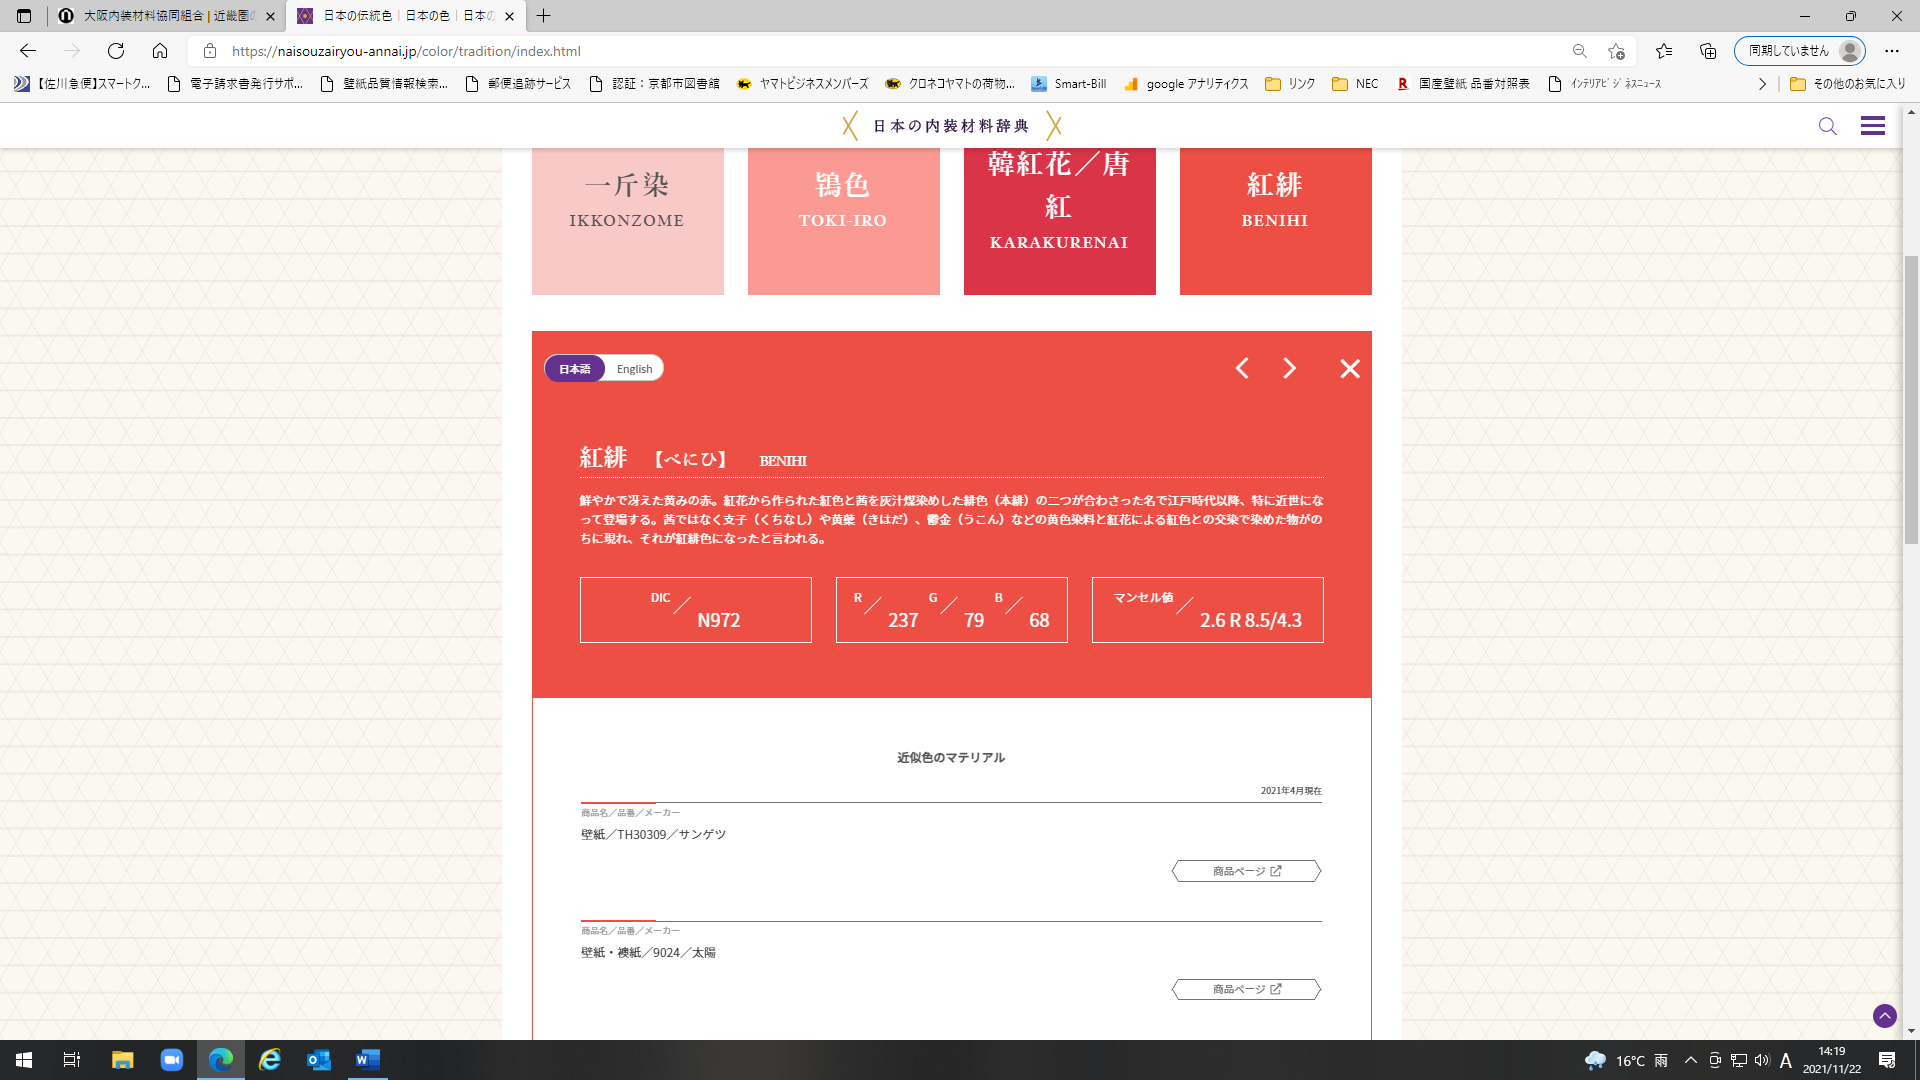 大阪内装材料協同組合 | 近畿圏の
日本の伝統色｜日本の色｜日本の
https://naisouzairyou-annai.jp/color/tradition/index.html
同期していません
【佐川急便】スマートク...
電子請求書発行サポ...
壁紙品質情報検索...
郵便追跡サービス
認証：京都市図書館
ヤマトビジネスメンバーズ
クロネコヤマトの荷物...
Smart-Bill
google アナリティクス
リンク
NEC
国産壁紙 品番対照表
ｲﾝﾃﾘｱﾋﾞｼﾞﾈｽﾆｭｰｽ
その他のお気に入り
日本の内装材料辞典
一斤染
IKKONZOME
鴇色
TOKI-IRO
韓紅花／唐
紅
KARAKURENAI
紅緋
BENIHI
日本語 English
紅緋 【べにひ】 BENIHI
鮮やかで冴えた黄みの赤。紅花から作られた紅色と茜を灰汁煤染めした緋色（本緋）の二つが合わさった名で江戸時代以降、特に近世にな
って登場する。茜ではなく支子（くちなし）や黄蘗（きはだ）、鬱金（うこん）などの黄色染料と紅花による紅色との交染で染めた物がの
ちに現れ、それが紅緋色になったと言われる。
DIC／N972
R／237 G／79 B／68
マンセル値／2.6 R 8.5/4.3
近似色のマテリアル
2021年4月現在
商品名／品番／メーカー
壁紙／TH30309／サンゲツ
商品ページ
商品名／品番／メーカー
壁紙・襖紙／9024／太陽
商品ページ
16°C 雨
A
14:19
2021/11/22